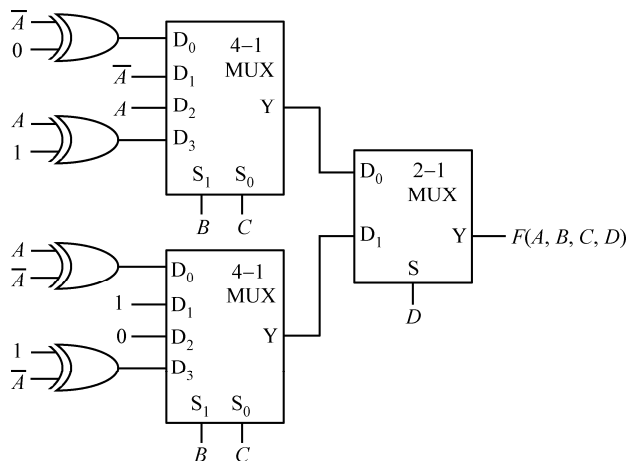 A̅
0
D₀
4–1
MUX
A̅
D₁
A
D₂
Y
A
1
D₃
S₁ S₀
B C
D₀
2–1
MUX
D₁
Y
F(A, B, C, D)
S
D
A
A̅
D₀
4–1
MUX
1
D₁
0
D₂
Y
1
A̅
D₃
S₁ S₀
B C